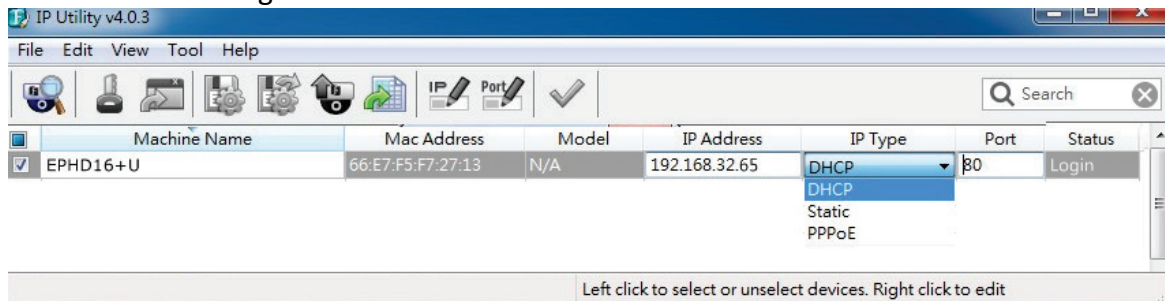 IP Utility v4.0.3
File Edit View Tool Help
IP Port Search
Machine Name Mac Address Model IP Address IP Type Port Status
EPHD16+U 66:E7:F5:F7:27:13 N/A 192.168.32.65 DHCP 80 Login
DHCP
Static
PPPoE
Left click to select or unselect devices. Right click to edit